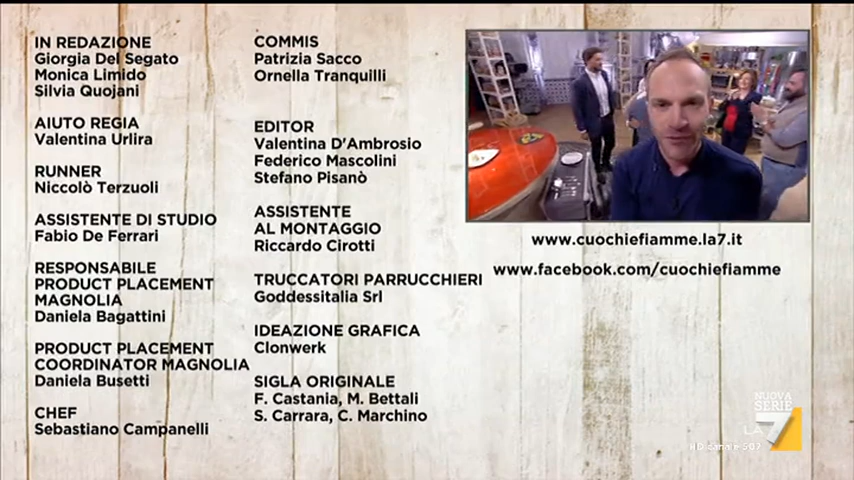 IN REDAZIONE
Giorgia Del Segato
Monica Limido
Silvia Quojani
AIUTO REGIA
Valentina Urlira
RUNNER
Niccolò Terzuoli
ASSISTENTE DI STUDIO
Fabio De Ferrari
RESPONSABILE
PRODUCT PLACEMENT
MAGNOLIA
Daniela Bagattini
PRODUCT PLACEMENT
COORDINATOR MAGNOLIA
Daniela Busetti
CHEF
Sebastiano Campanelli
COMMIS
Patrizia Sacco
Ornella Tranquilli
EDITOR
Valentina D'Ambrosio
Federico Mascolini
Stefano Pisanò
ASSISTENTE
AL MONTAGGIO
Riccardo Cirotti
TRUCCATORI PARRUCCHIERI
Goddessitalia Srl
IDEAZIONE GRAFICA
Clonwerk
SIGLA ORIGINALE
F. Castania, M. Bettali
S. Carrara, C. Marchino
www.cuochiefiamme.la7.it
www.facebook.com/cuochiefiamme
NUOVA
SERIE
LA7
HD canale 507